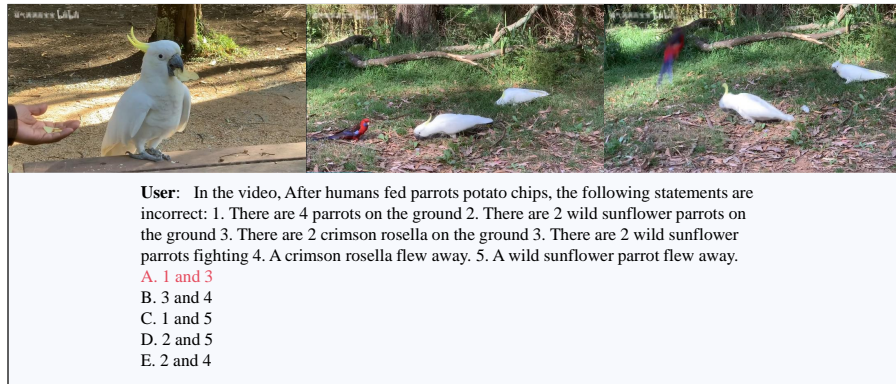 User: In the video, After humans fed parrots potato chips, the following statements are
incorrect: 1. There are 4 parrots on the ground 2. There are 2 wild sunflower parrots on
the ground 3. There are 2 crimson rosella on the ground 3. There are 2 wild sunflower
parrots fighting 4. A crimson rosella flew away. 5. A wild sunflower parrot flew away.
A. 1 and 3
B. 3 and 4
C. 1 and 5
D. 2 and 5
E. 2 and 4